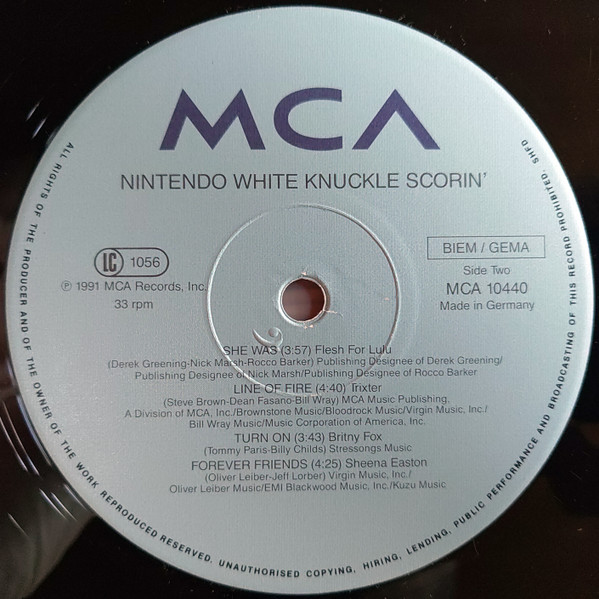 MCA
NINTENDO WHITE KNUCKLE SCORIN'
LC 1056
℗ 1991 MCA Records, Inc.
33 rpm
BIEM / GEMA
Side Two
MCA 10440
Made in Germany
SHE WAS (3:57) Flesh For Lulu
(Derek Greening-Nick Marsh-Rocco Barker) Publishing Designee of Derek Greening/
Publishing Designee of Nick Marsh/Publishing Designee of Rocco Barker
LINE OF FIRE (4:40) Trixter
(Steve Brown-Dean Fasano-Bill Wray) MCA Music Publishing,
A Division of MCA, Inc./Brownstone Music/Bloodrock Music/Virgin Music, Inc./
Bill Wray Music/Music Corporation of America, Inc.
TURN ON (3:43) Britny Fox
(Tommy Paris-Billy Childs) Stressongs Music
FOREVER FRIENDS (4:25) Sheena Easton
(Oliver Leiber-Jeff Lorber) Virgin Music, Inc./
Oliver Leiber Music/EMI Blackwood Music, Inc./Kuzu Music
ALL RIGHTS OF THE PRODUCER AND OF THE OWNER OF THE WORK REPRODUCED RESERVED. UNAUTHORISED COPYING, HIRING, LENDING, PUBLIC PERFORMANCE AND BROADCASTING OF THIS RECORD PROHIBITED. SHFD